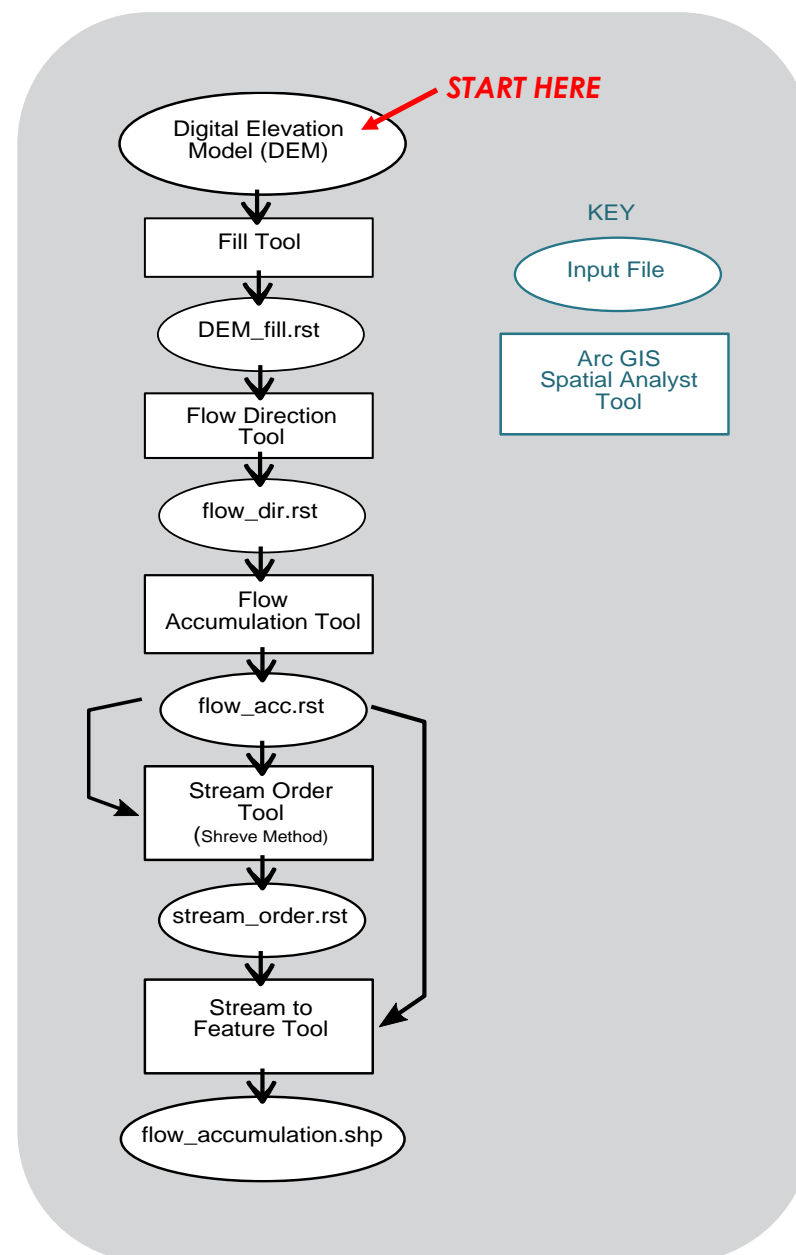 START HERE
Digital Elevation
Model (DEM)
Fill Tool
DEM_fill.rst
Flow Direction
Tool
flow_dir.rst
Flow
Accumulation Tool
flow_acc.rst
Stream Order
Tool
(Shreve Method)
stream_order.rst
Stream to
Feature Tool
flow_accumulation.shp
KEY
Input File
Arc GIS
Spatial Analyst
Tool